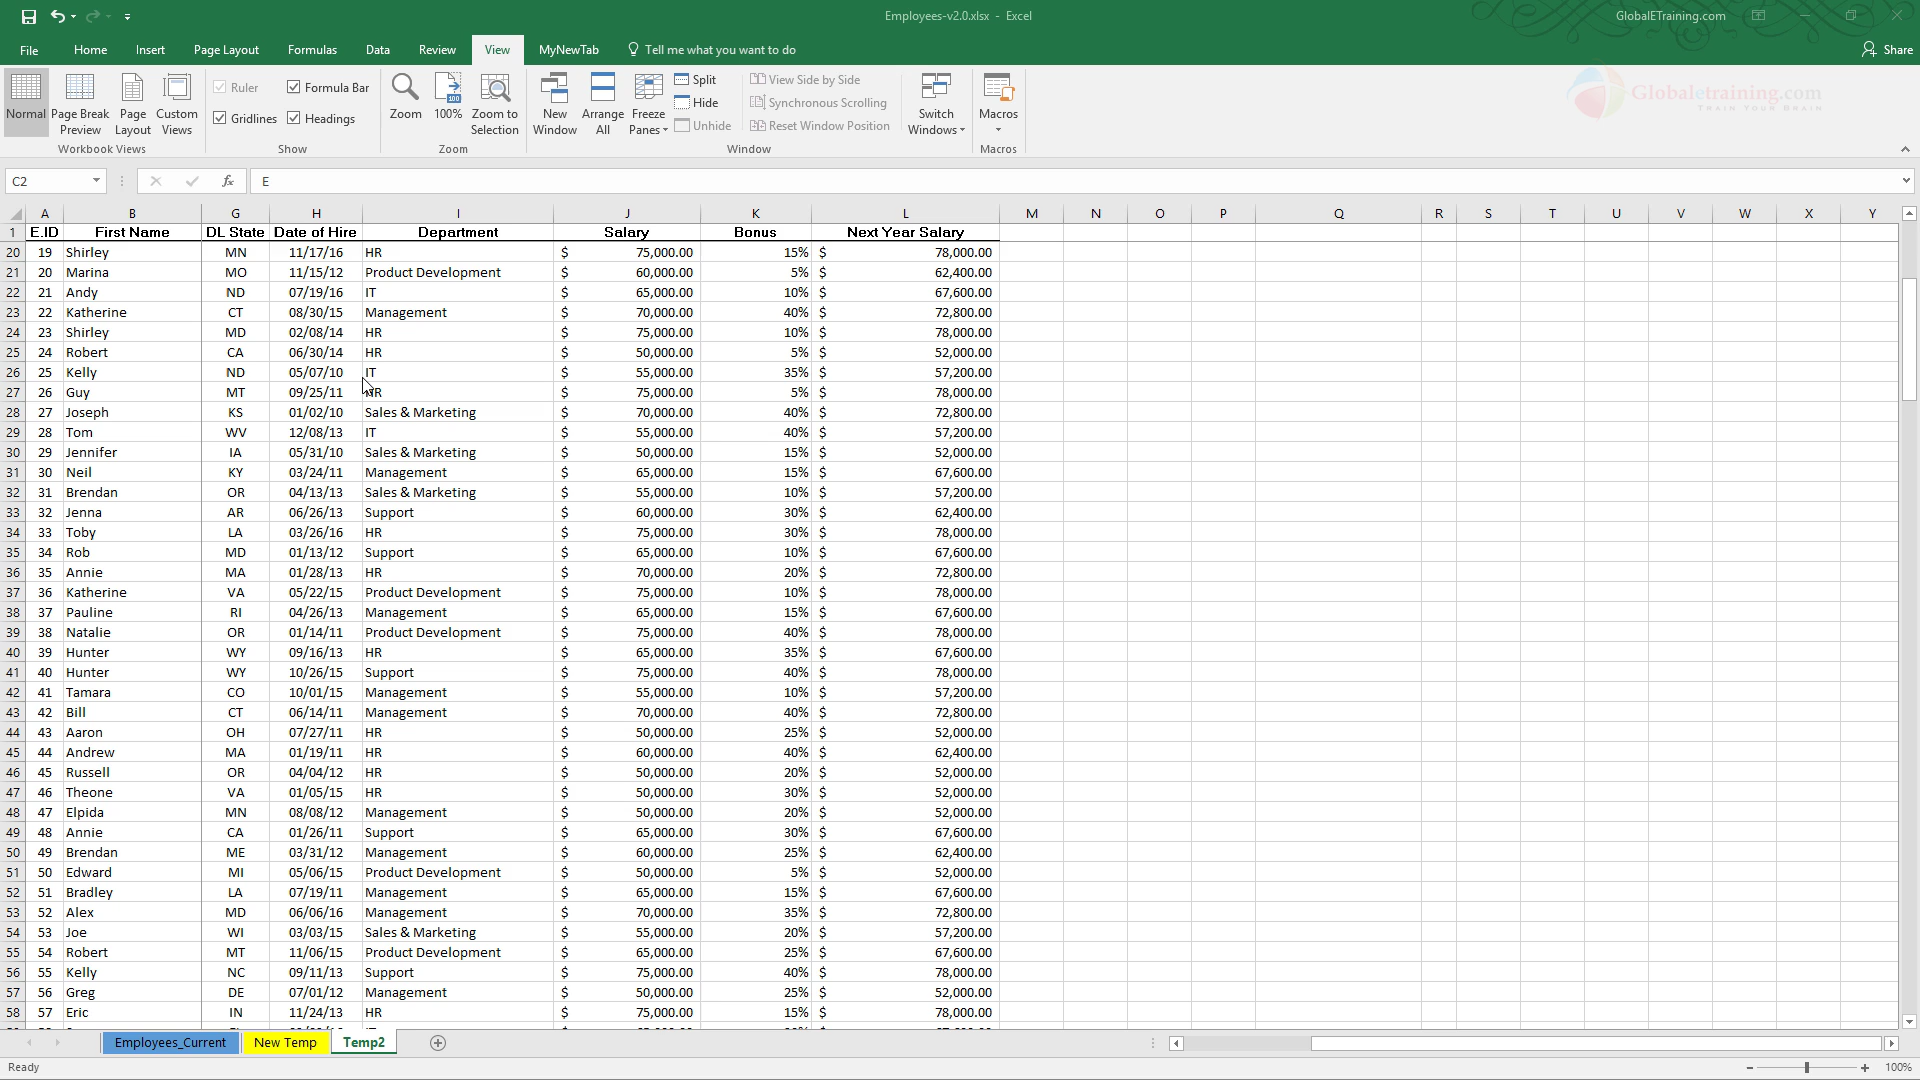 Employees-v2.0.xlsx - Excel
GlobalETraining.com
File Home Insert Page Layout Formulas Data Review View MyNewTab Tell me what you want to do Share
Normal
Page Break Preview
Page Layout
Custom Views
Workbook Views
Ruler Formula Bar
Gridlines Headings
Show
Zoom
100
100%
Zoom to Selection
Zoom
New Window
Arrange All
Freeze Panes
Split
Hide
Unhide
View Side by Side
Synchronous Scrolling
Reset Window Position
Window
Switch Windows
Macros
Macros
Globaletraining.com
TRAIN YOUR BRAIN
C2 fx E
A B G H I J K L M N O P Q R S T U V W X Y
1 E.ID First Name DL State Date of Hire Department Salary Bonus Next Year Salary
20 19 Shirley MN 11/17/16 HR $ 75,000.00 15% $ 78,000.00
21 20 Marina MO 11/15/12 Product Development $ 60,000.00 5% $ 62,400.00
22 21 Andy ND 07/19/16 IT $ 65,000.00 10% $ 67,600.00
23 22 Katherine CT 08/30/15 Management $ 70,000.00 40% $ 72,800.00
24 23 Shirley MD 02/08/14 HR $ 75,000.00 10% $ 78,000.00
25 24 Robert CA 06/30/14 HR $ 50,000.00 5% $ 52,000.00
26 25 Kelly ND 05/07/10 IT $ 55,000.00 35% $ 57,200.00
27 26 Guy MT 09/25/11 HR $ 75,000.00 5% $ 78,000.00
28 27 Joseph KS 01/02/10 Sales & Marketing $ 70,000.00 40% $ 72,800.00
29 28 Tom WV 12/08/13 IT $ 55,000.00 40% $ 57,200.00
30 29 Jennifer IA 05/31/10 Sales & Marketing $ 50,000.00 15% $ 52,000.00
31 30 Neil KY 03/24/11 Management $ 65,000.00 15% $ 67,600.00
32 31 Brendan OR 04/13/13 Sales & Marketing $ 55,000.00 10% $ 57,200.00
33 32 Jenna AR 06/26/13 Support $ 60,000.00 30% $ 62,400.00
34 33 Toby LA 03/26/16 HR $ 75,000.00 30% $ 78,000.00
35 34 Rob MD 01/13/12 Support $ 65,000.00 10% $ 67,600.00
36 35 Annie MA 01/28/13 HR $ 70,000.00 20% $ 72,800.00
37 36 Katherine VA 05/22/15 Product Development $ 75,000.00 10% $ 78,000.00
38 37 Pauline RI 04/26/13 Management $ 65,000.00 15% $ 67,600.00
39 38 Natalie OR 01/14/11 Product Development $ 75,000.00 40% $ 78,000.00
40 39 Hunter WY 09/16/13 HR $ 65,000.00 35% $ 67,600.00
41 40 Hunter WY 10/26/15 Support $ 75,000.00 40% $ 78,000.00
42 41 Tamara CO 10/01/15 Management $ 55,000.00 10% $ 57,200.00
43 42 Bill CT 06/14/11 Management $ 70,000.00 40% $ 72,800.00
44 43 Aaron OH 07/27/11 HR $ 50,000.00 25% $ 52,000.00
45 44 Andrew MA 01/19/11 HR $ 60,000.00 40% $ 62,400.00
46 45 Russell OR 04/04/12 HR $ 50,000.00 20% $ 52,000.00
47 46 Theone VA 01/05/15 HR $ 50,000.00 30% $ 52,000.00
48 47 Elpida MN 08/08/12 Management $ 50,000.00 20% $ 52,000.00
49 48 Annie CA 01/26/11 Support $ 65,000.00 30% $ 67,600.00
50 49 Brendan ME 03/31/12 Management $ 60,000.00 25% $ 62,400.00
51 50 Edward MI 05/06/15 Product Development $ 50,000.00 5% $ 52,000.00
52 51 Bradley LA 07/19/11 Management $ 65,000.00 15% $ 67,600.00
53 52 Alex MD 06/06/16 Management $ 70,000.00 35% $ 72,800.00
54 53 Joe WI 03/03/15 Sales & Marketing $ 55,000.00 20% $ 57,200.00
55 54 Robert MT 11/06/15 Product Development $ 65,000.00 25% $ 67,600.00
56 55 Kelly NC 09/11/13 Support $ 75,000.00 40% $ 78,000.00
57 56 Greg DE 07/01/12 Management $ 50,000.00 25% $ 52,000.00
58 57 Eric IN 11/24/13 HR $ 75,000.00 15% $ 78,000.00
Employees_Current New Temp Temp2
Ready 100%